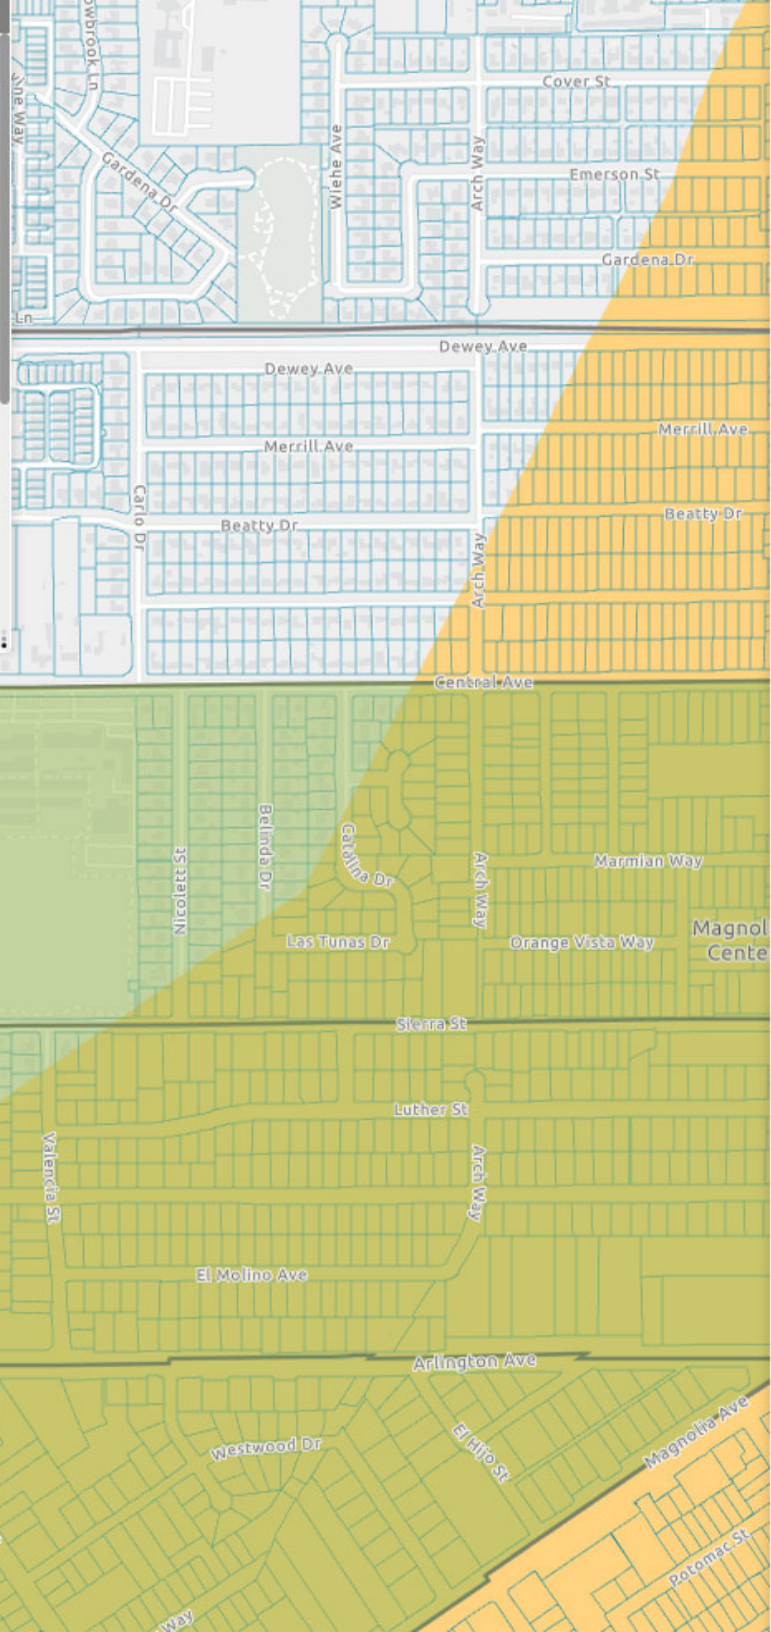 Cover St
Wiehe Ave
Arch Way
Gardena Dr
Emerson St
Gardena Dr
Ln
Dewey Ave
Dewey Ave
Merrill Ave
Merrill Ave
Carlo Dr
Beatty Dr
Beatty Dr
Arch Way
Central Ave
Nicolett St
Belinda Dr
Catalina Dr
Arch Way
Marmian Way
Las Tunas Dr
Orange Vista Way
Magnol
Cente
Sierra St
Luther St
Valencia St
Arch Way
El Molino Ave
Arlington Ave
Westwood Dr
El Hijo St
Magnolia Ave
Potomac St
Way